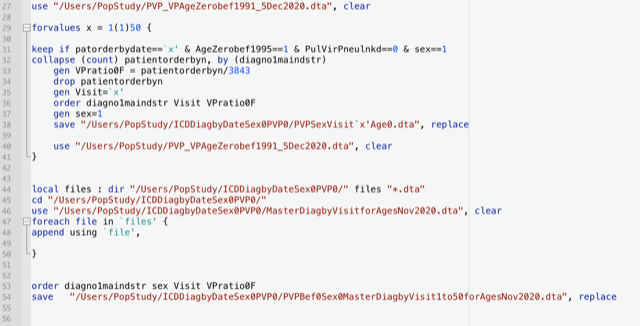 27 use "/Users/PopStudy/PVP_VPAgeZerobef1991_5Dec2020.dta", clear
28
29 forvalues x = 1(1)50 {
30
31 keep if patorderbydate==`x' & AgeZerobef1995==1 & PulVirPneulnkd==0 & sex==1
32 collapse (count) patientorderbyn, by (diagno1maindstr)
33 gen VPratio0F = patientorderbyn/3843
34 drop patientorderbyn
35 gen Visit=`x'
36 order diagno1maindstr Visit VPratio0F
37 gen sex=1
38 save "/Users/PopStudy/ICDDiagbyDateSex0PVP0/PVPSexVisit`x'Age0.dta", replace
39
40 use "/Users/PopStudy/PVP_VPAgeZerobef1991_5Dec2020.dta", clear
41 }
42
43
44 local files : dir "/Users/PopStudy/ICDDiagbyDateSex0PVP0/" files "*.dta"
45 cd "/Users/PopStudy/ICDDiagbyDateSex0PVP0/"
46 use "/Users/PopStudy/ICDDiagbyDateSex0PVP0/MasterDiagbyVisitforAgesNov2020.dta", clear
47 foreach file in `files' {
48 append using `file',
49
50 }
51
52
53 order diagno1maindstr sex Visit VPratio0F
54 save "/Users/PopStudy/ICDDiagbyDateSex0PVP0/PVPBef0Sex0MasterDiagbyVisit1to50forAgesNov2020.dta", replace
55
56